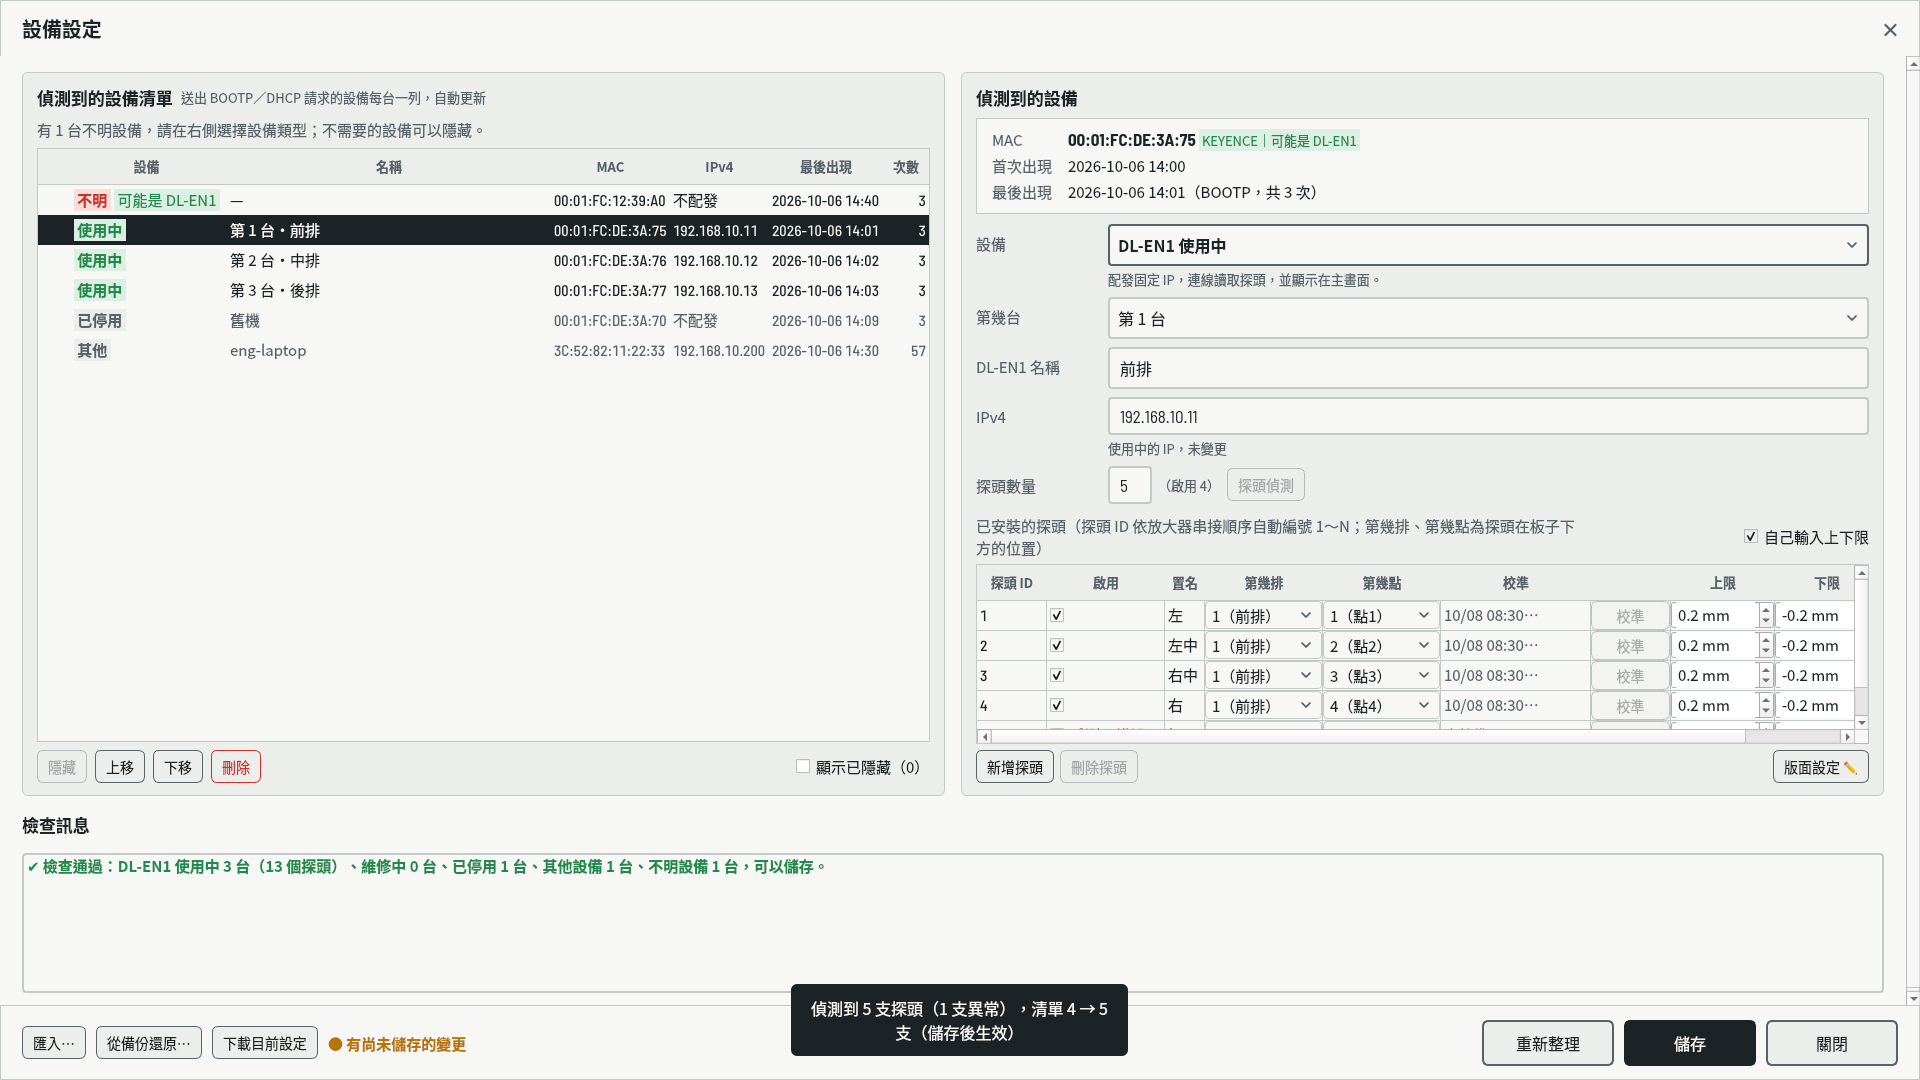 設備設定
偵測到的設備清單 送出 BOOTP／DHCP 請求的設備每台一列，自動更新
有 1 台不明設備，請在右側選擇設備類型；不需要的設備可以隱藏。
設備 名稱 MAC IPv4 最後出現 次數
不明 可能是 DL-EN1 — 00:01:FC:12:39:A0 不配發 2026-10-06 14:40 3
使用中 第 1 台・前排 00:01:FC:DE:3A:75 192.168.10.11 2026-10-06 14:01 3
使用中 第 2 台・中排 00:01:FC:DE:3A:76 192.168.10.12 2026-10-06 14:02 3
使用中 第 3 台・後排 00:01:FC:DE:3A:77 192.168.10.13 2026-10-06 14:03 3
已停用 舊機 00:01:FC:DE:3A:70 不配發 2026-10-06 14:09 3
其他 eng-laptop 3C:52:82:11:22:33 192.168.10.200 2026-10-06 14:30 57
隱藏 上移 下移 刪除 顯示已隱藏（0）
偵測到的設備
MAC 00:01:FC:DE:3A:75 KEYENCE｜可能是 DL-EN1
首次出現 2026-10-06 14:00
最後出現 2026-10-06 14:01（BOOTP，共 3 次）
設備 DL-EN1 使用中
配發固定 IP，連線讀取探頭，並顯示在主畫面。
第幾台 第 1 台
DL-EN1 名稱 前排
IPv4 192.168.10.11
使用中的 IP，未變更
探頭數量 5 （啟用 4） 探頭偵測
已安裝的探頭（探頭 ID 依放大器串接順序自動編號 1～N；第幾排、第幾點為探頭在板子下
方的位置）
自己輸入上下限
探頭 ID 啟用 置名 第幾排 第幾點 校準 上限 下限
1 左 1（前排） 1（點1） 10/08 08:30⋯ 校準 0.2 mm -0.2 mm
2 左中 1（前排） 2（點2） 10/08 08:30⋯ 校準 0.2 mm -0.2 mm
3 右中 1（前排） 3（點3） 10/08 08:30⋯ 校準 0.2 mm -0.2 mm
4 右 1（前排） 4（點4） 10/08 08:30⋯ 校準 0.2 mm -0.2 mm
新增探頭 刪除探頭 版面設定
檢查訊息
✔ 檢查通過：DL-EN1 使用中 3 台（13 個探頭）、維修中 0 台、已停用 1 台、其他設備 1 台、不明設備 1 台，可以儲存。
偵測到 5 支探頭（1 支異常），清單 4 → 5
支（儲存後生效）
匯入⋯ 從備份還原⋯ 下載目前設定 ● 有尚未儲存的變更 重新整理 儲存 關閉